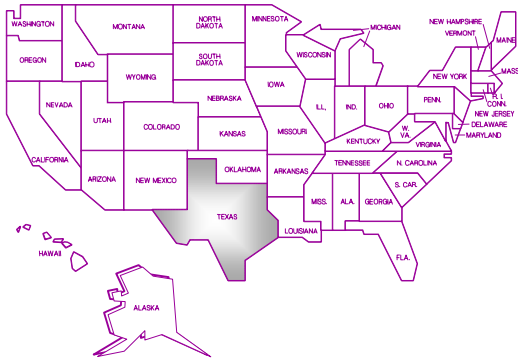 WASHINGTON
MONTANA
NORTH
DAKOTA
MINNESOTA
MICHIGAN
NEW HAMPSHIRE
VERMONT
MAINE
OREGON
IDAHO
SOUTH
DAKOTA
WISCONSIN
WYOMING
NEW YORK
MASS
R. I.
CONN.
NEW JERSEY
DELAWARE
MARYLAND
NEVADA
UTAH
COLORADO
NEBRASKA
IOWA
ILL,
IND.
OHIO
PENN.
KANSAS
MISSOURI
KENTUCKY
W.
VA.
VIRGINIA
CALIFORNIA
ARIZONA
NEW MEXICO
OKLAHOMA
ARKANSAS
TENNESSEE
N. CAROLINA
S. CAR.
TEXAS
LOUISIANA
MISS.
ALA.
GEORGIA
FLA.
HAWAII
ALASKA